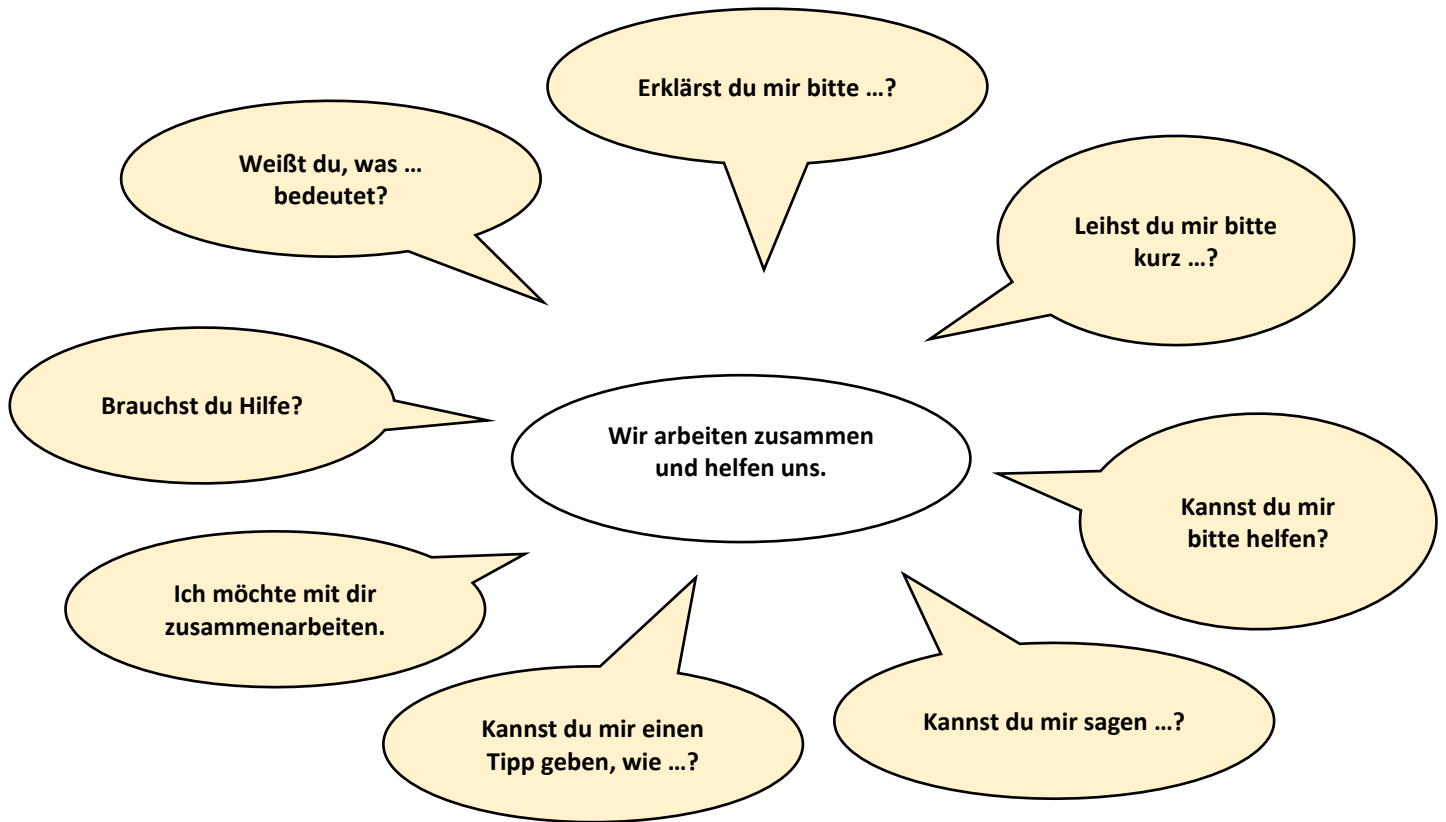 Erklärst du mir bitte …?
Weißt du, was …
bedeutet?
Leihst du mir bitte
kurz …?
Brauchst du Hilfe?
Wir arbeiten zusammen
und helfen uns.
Kannst du mir
bitte helfen?
Ich möchte mit dir
zusammenarbeiten.
Kannst du mir einen
Tipp geben, wie …?
Kannst du mir sagen …?